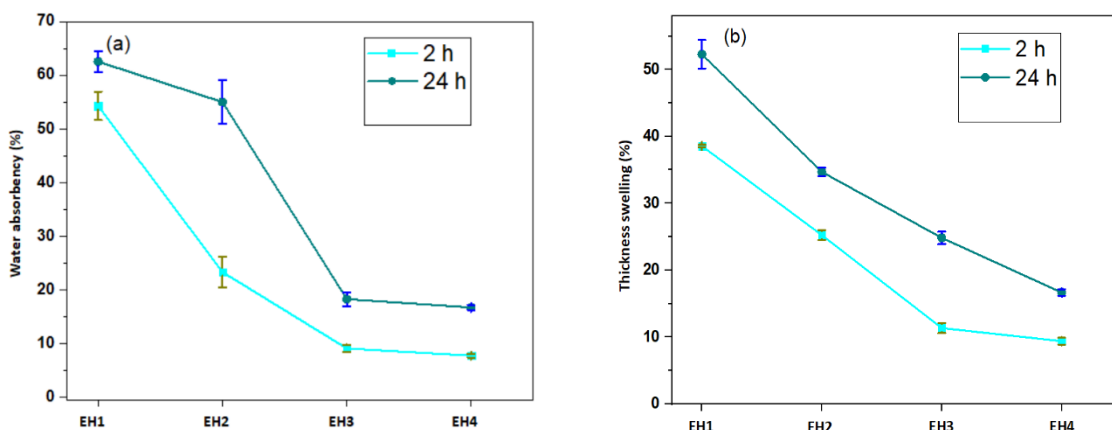 (a)
2 h
24 h
Water absorbency (%)
70
60
50
40
30
20
10
0
EH1 EH2 EH3 EH4
(b)
2 h
24 h
Thickness swelling (%)
50
40
30
20
10
0
EH1 EH2 EH3 EH4